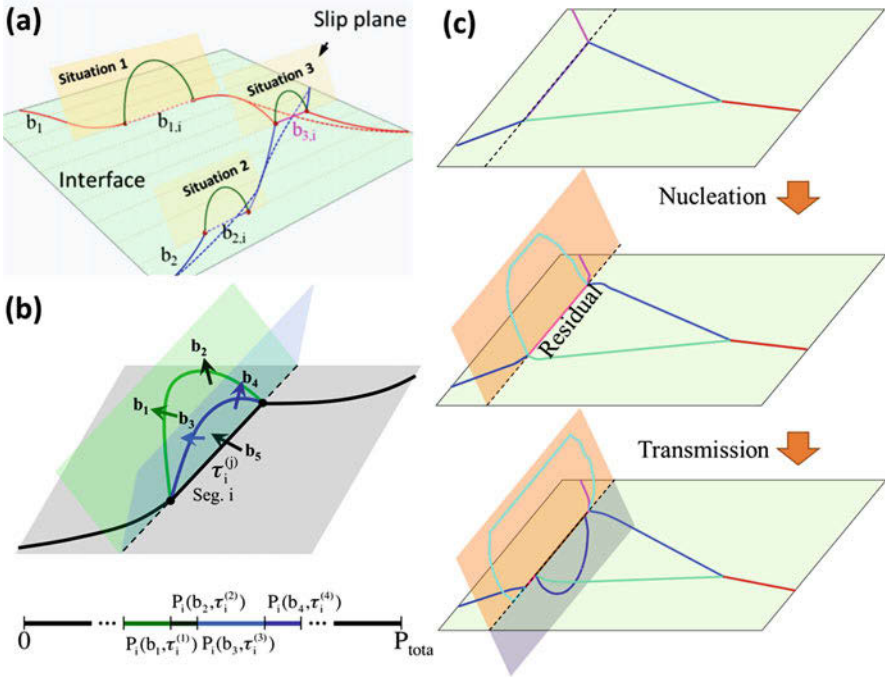 (a)
Slip plane
Situation 1
Situation 3
b₁
b₁,ᵢ
b₃,ᵢ
Interface
Situation 2
b₂,ᵢ
b₂
(b)
b₂
b₄
b₁
b₃
b₅
τᵢ⁽ʲ⁾
Seg. i
Pᵢ(b₂,τᵢ⁽²⁾) Pᵢ(b₄,τᵢ⁽⁴⁾)
0 ... ... P_tota
Pᵢ(b₁,τᵢ⁽¹⁾) Pᵢ(b₃,τᵢ⁽³⁾)
(c)
Nucleation
Residual
Transmission